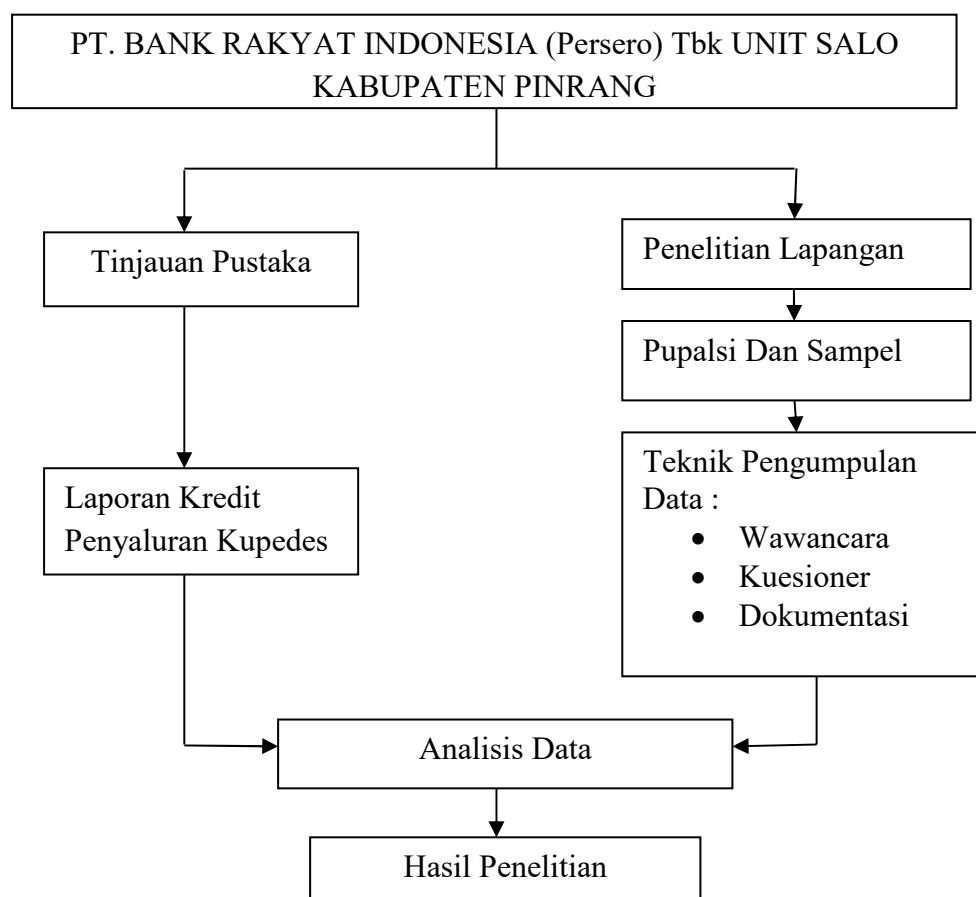 PT. BANK RAKYAT INDONESIA (Persero) Tbk UNIT SALO
KABUPATEN PINRANG
Tinjauan Pustaka
Laporan Kredit
Penyaluran Kupedes
Penelitian Lapangan
Pupalsi Dan Sampel
Teknik Pengumpulan
Data :
• Wawancara
• Kuesioner
• Dokumentasi
Analisis Data
Hasil Penelitian